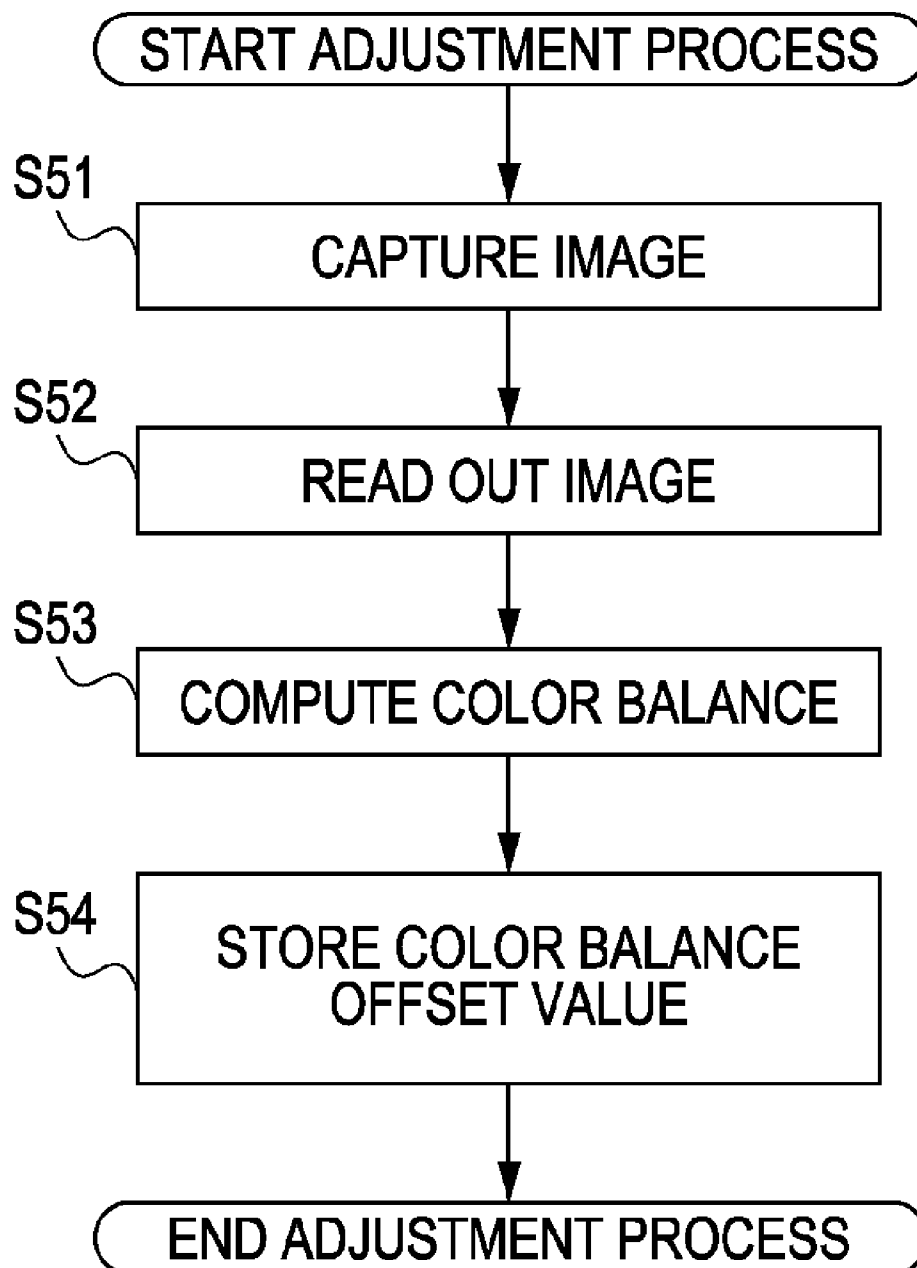 START ADJUSTMENT PROCESS
S51
CAPTURE IMAGE
S52
READ OUT IMAGE
S53
COMPUTE COLOR BALANCE
S54
STORE COLOR BALANCE
OFFSET VALUE
END ADJUSTMENT PROCESS